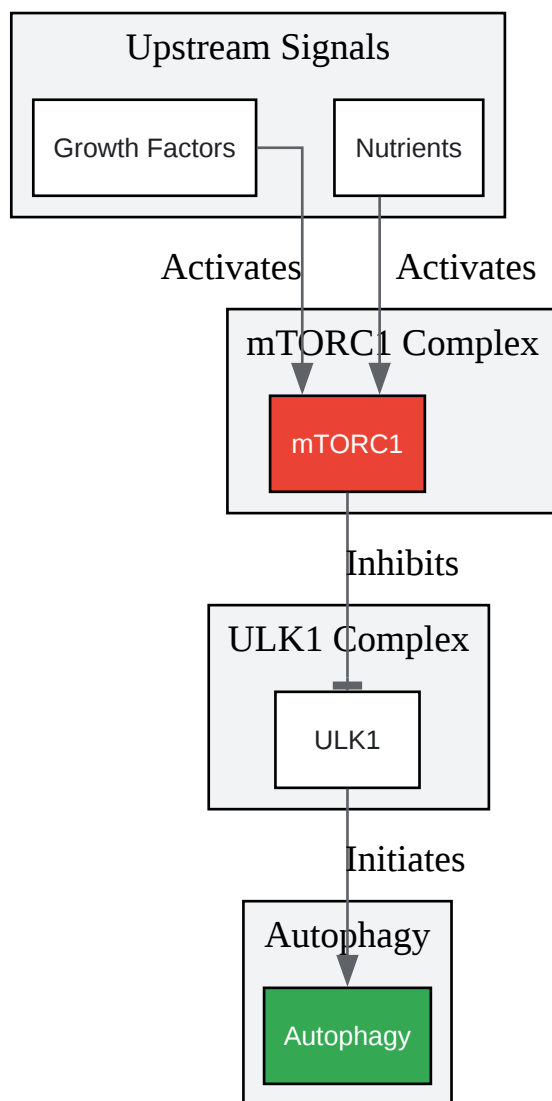 Upstream Signals
Growth Factors
Nutrients
Activates
Activates
mTORC1 Complex
mTORC1
Inhibits
ULK1 Complex
ULK1
Initiates
Autophagy
Autophagy